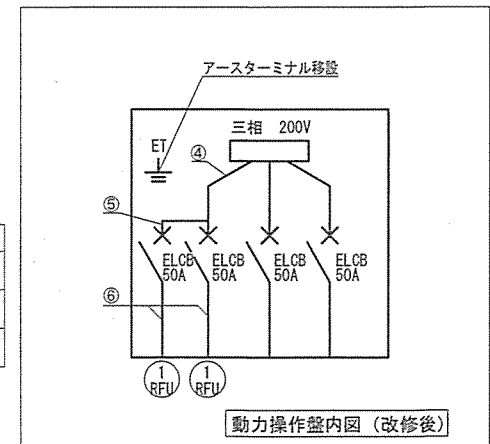 アースターミナル移設
三相 200V
ET
④
⑤
ELCB
50A
ELCB
50A
ELCB
50A
ELCB
50A
⑥
1
RFU
1
RFU
動力操作盤内図（改修後）